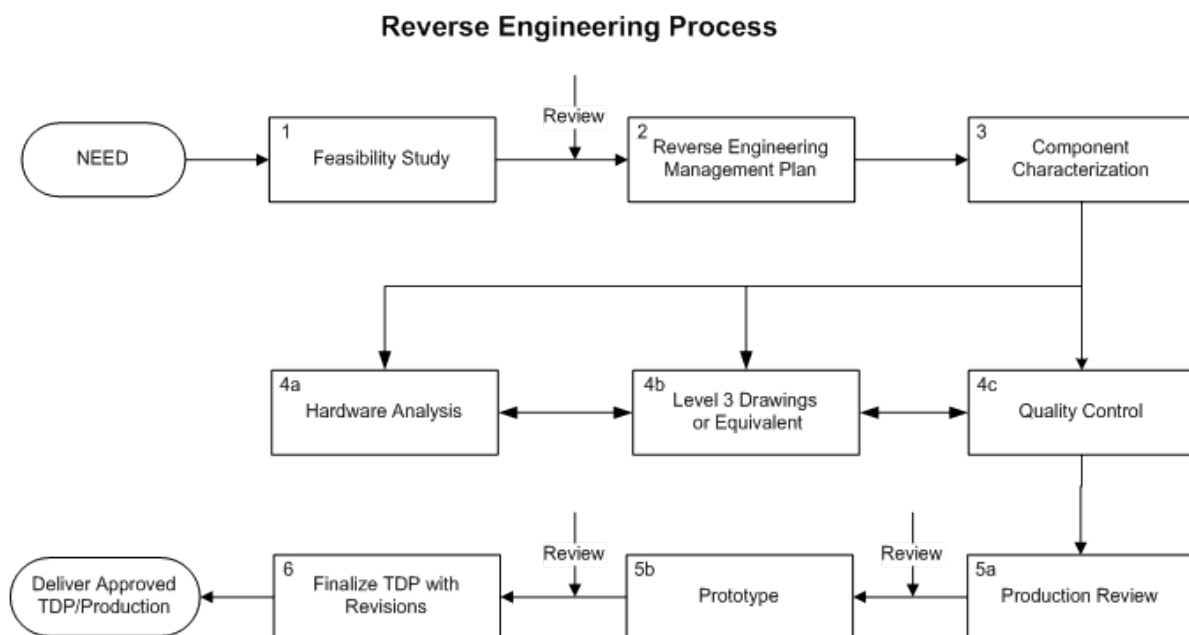 Reverse Engineering Process
Review
NEED
1
Feasibility Study
2
Reverse Engineering
Management Plan
3
Component
Characterization
4a
Hardware Analysis
4b
Level 3 Drawings
or Equivalent
4c
Quality Control
Deliver Approved
TDP/Production
6
Finalize TDP with
Revisions
Review
5b
Prototype
Review
5a
Production Review